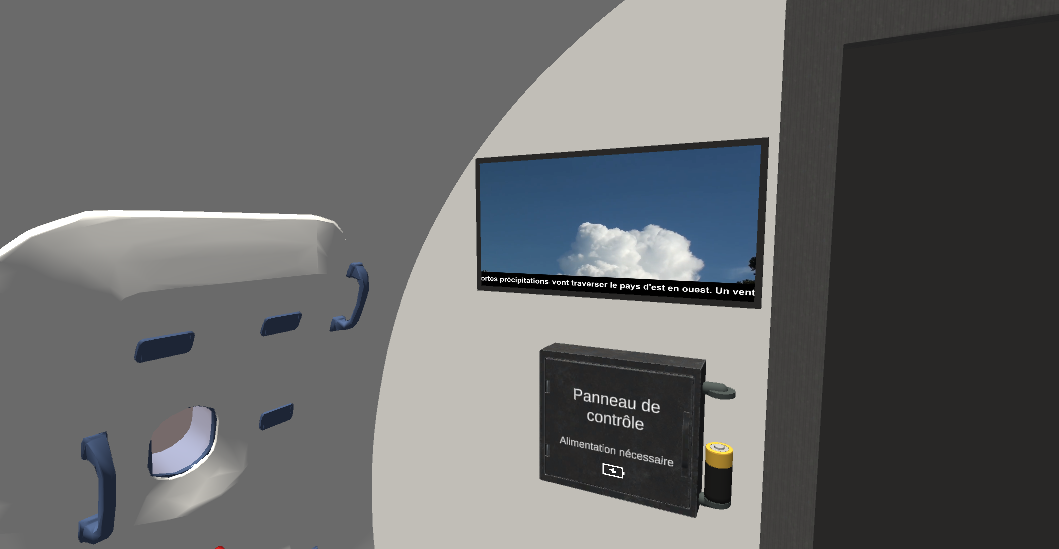 précipitations vont traverser le pays d'est en ouest. Un vent
Panneau de
contrôle
Alimentation nécessaire